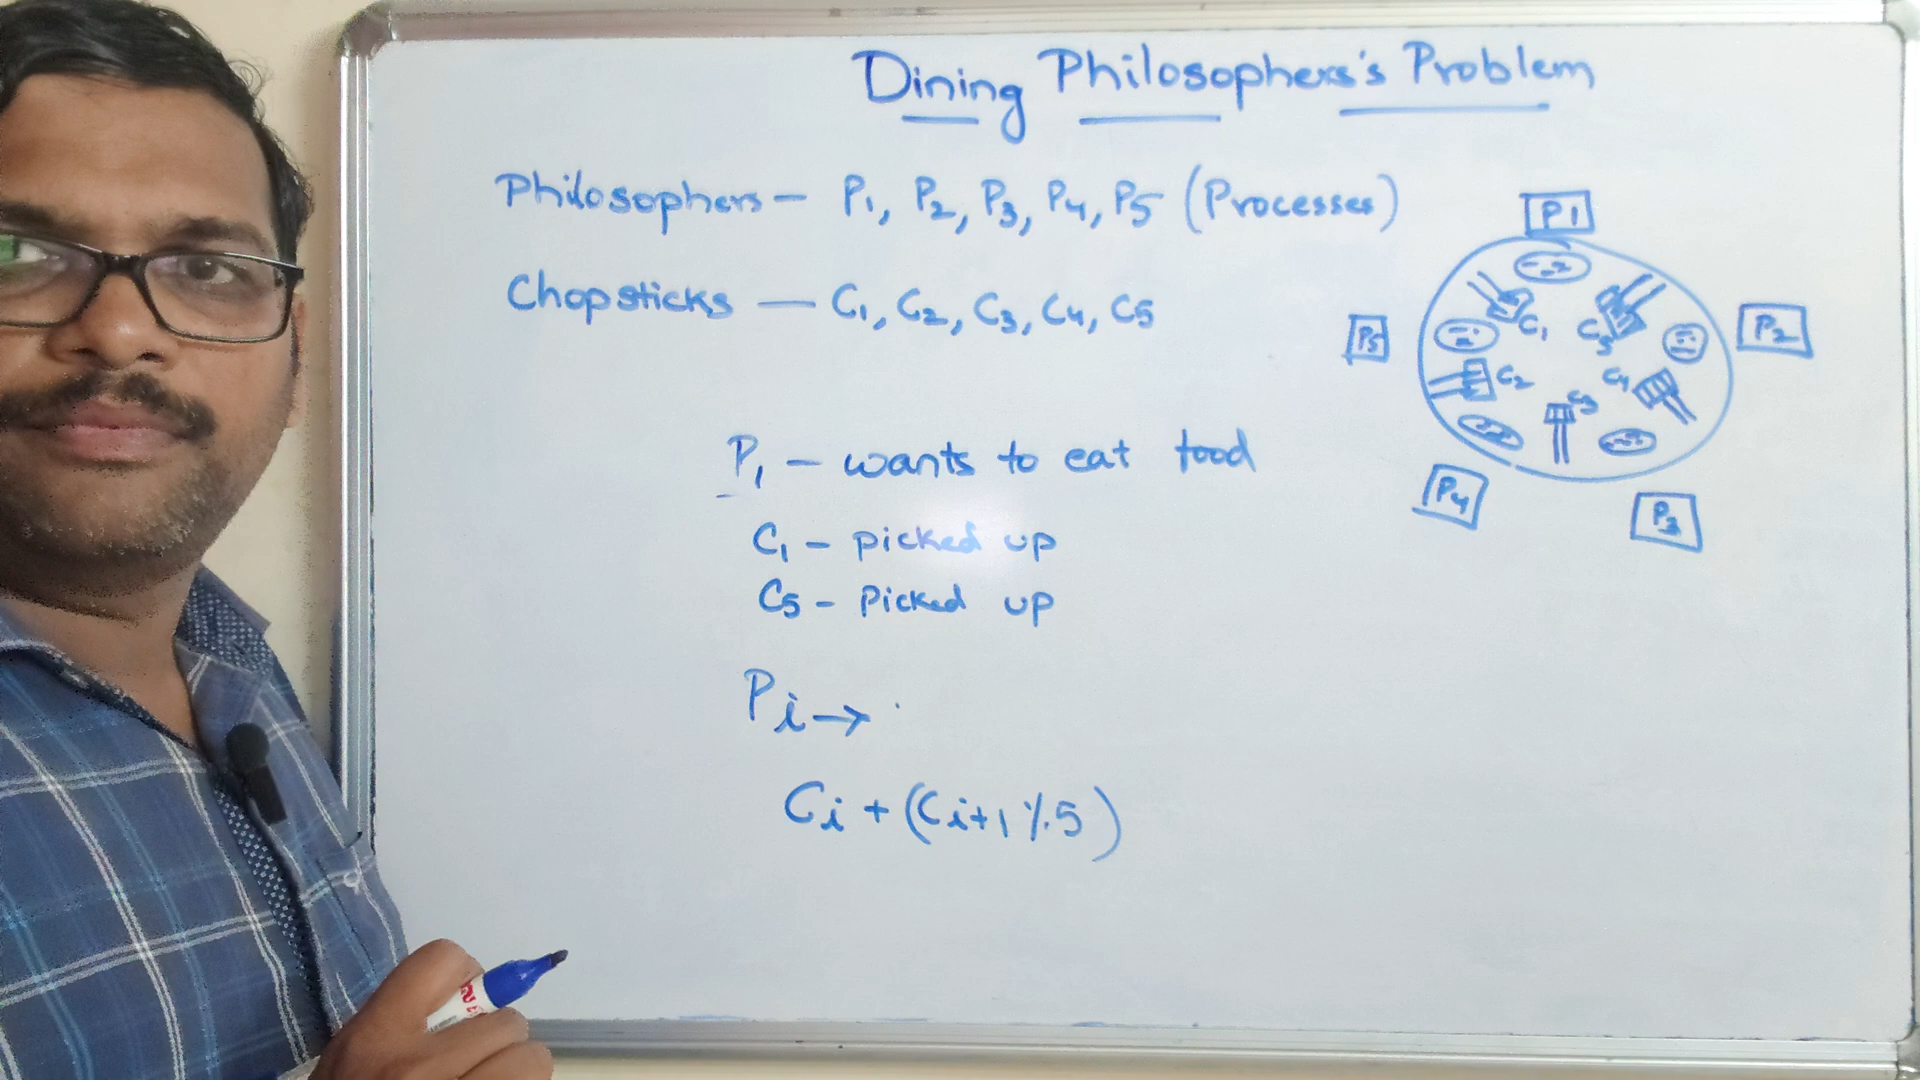 Dining Philosophers's Problem
Philosophers - P1, P2, P3, P4, P5 (Processes)
Chopsticks - C1, C2, C3, C4, C5
P1
P5
P2
C1
C5
C2
C4
C3
P4
P3
P1 - wants to eat food
C1 - picked up
C5 - Picked up
Pi →
Ci + (Ci+1 % 5)